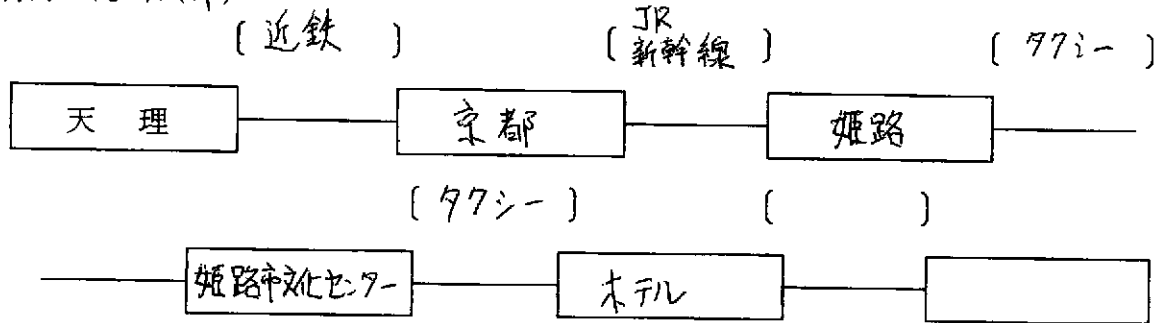 〔 近鉄 〕 〔 JR 新幹線 〕 〔 タクシー 〕
天理 京都 姫路
〔 タクシー 〕 〔 〕
姫路市文化センター ホテル